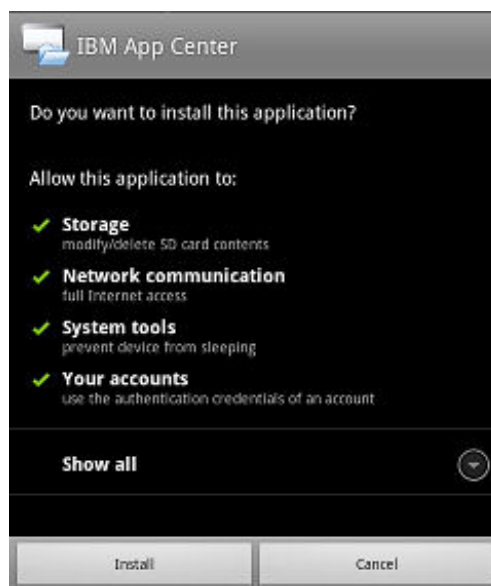 IBM App Center
Do you want to install this application?
Allow this application to:
Storage
modify/delete SD card contents
Network communication
full Internet access
System tools
prevent device from sleeping
Your accounts
use the authentication credentials of an account
Show all
Install
Cancel